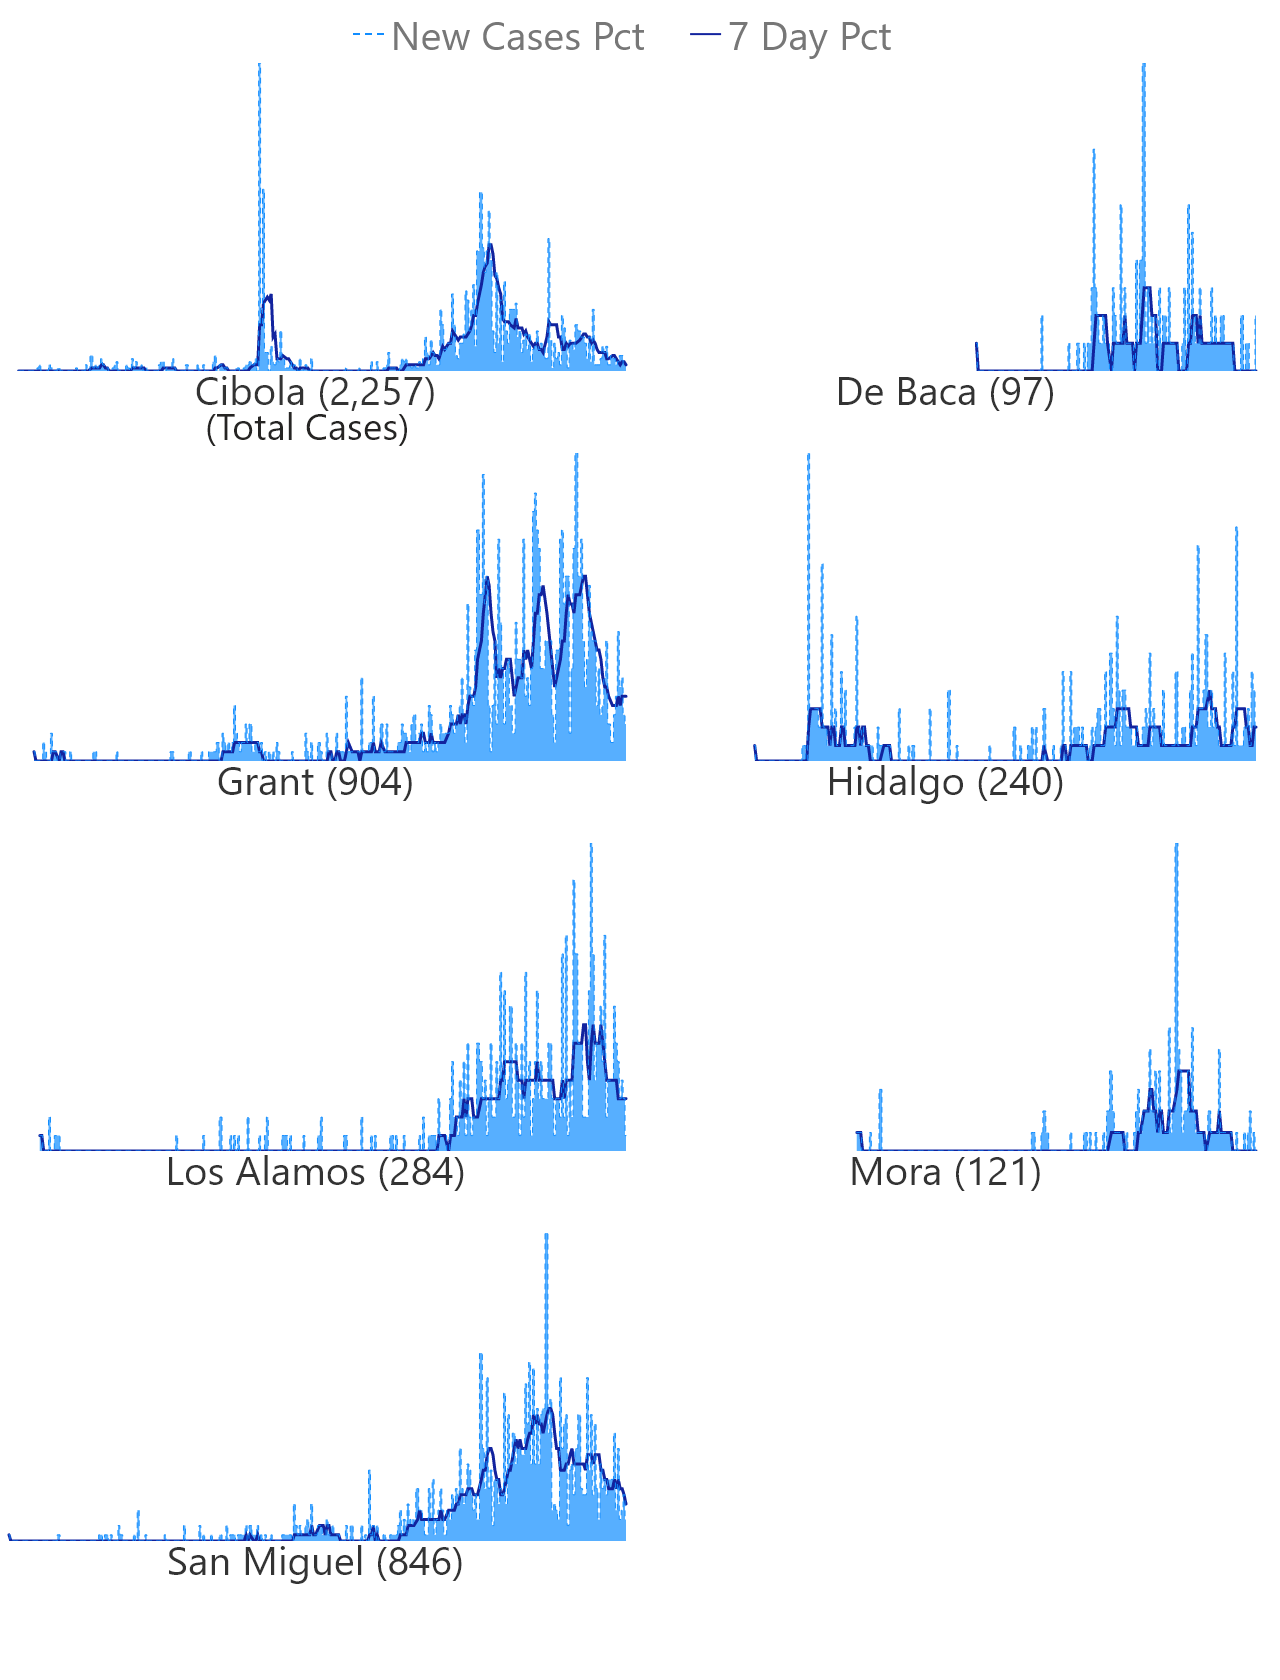 New Cases Pct 7 Day Pct
Cibola (2,257)
(Total Cases)
De Baca (97)
Grant (904)
Hidalgo (240)
Los Alamos (284)
Mora (121)
San Miguel (846)